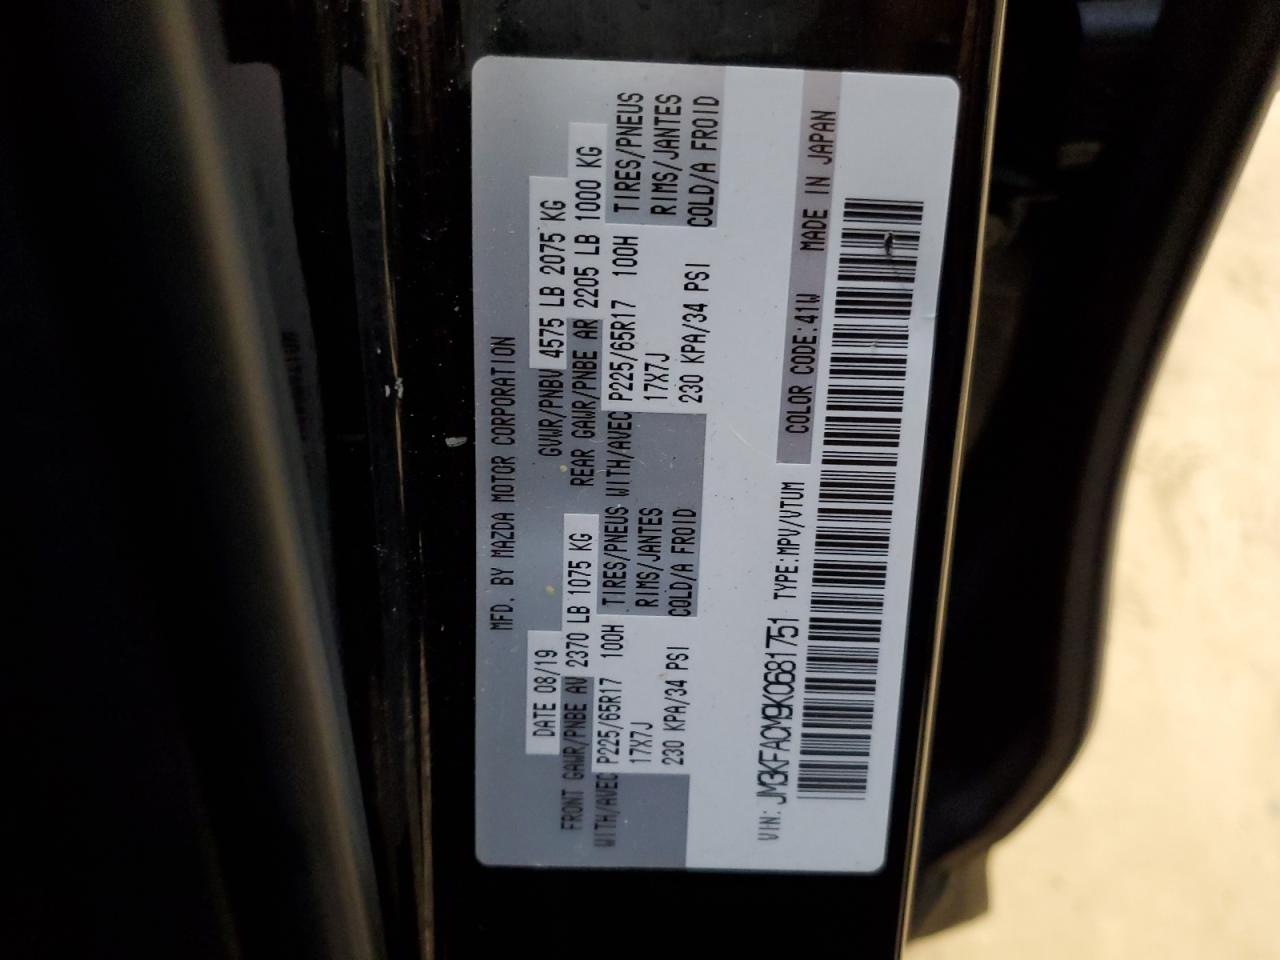 MFD. BY MAZDA MOTOR CORPORATION
DATE 08/19 GVWR/PNBV 4575 LB 2075 KG
FRONT GAWR/PNBE AV 2370 LB 1075 KG REAR GAWR/PNBE AR 2205 LB 1000 KG
WITH/AVEC P225/65R17 100H TIRES/PNEUS WITH/AVEC P225/65R17 100H TIRES/PNEUS
17X7J RIMS/JANTES 17X7J RIMS/JANTES
230 KPA/34 PSI COLD/A FROID 230 KPA/34 PSI COLD/A FROID
VIN: JM3KFACM9K0681751 TYPE:MPV/VTUM COLOR CODE:41W MADE IN JAPAN